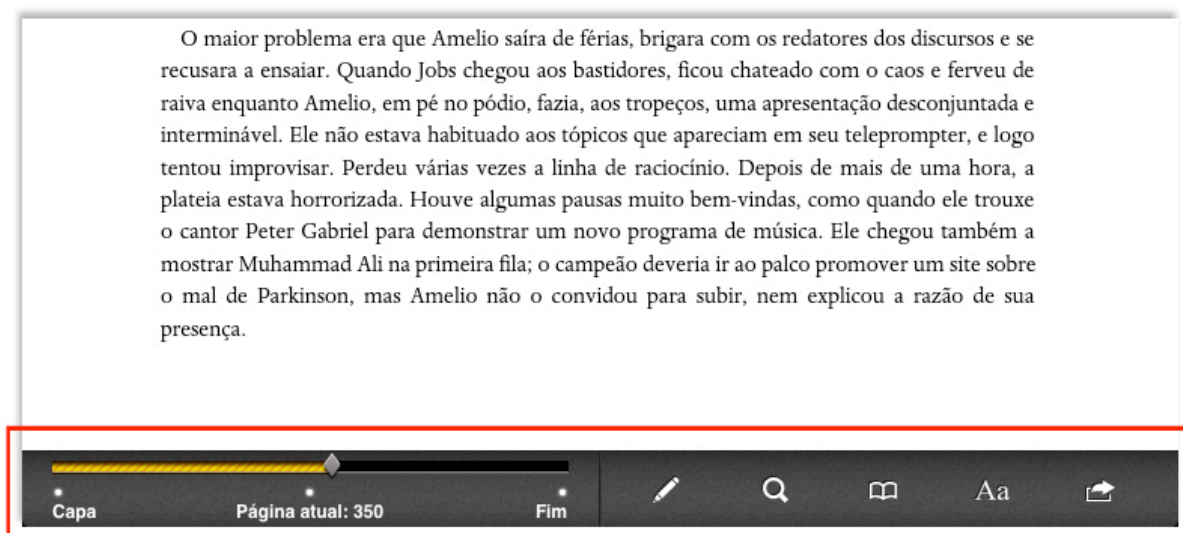 O maior problema era que Amelio saíra de férias, brigara com os redatores dos discursos e se
recusara a ensaiar. Quando Jobs chegou aos bastidores, ficou chateado com o caos e ferveu de
raiva enquanto Amelio, em pé no pódio, fazia, aos tropeços, uma apresentação desconjuntada e
interminável. Ele não estava habituado aos tópicos que apareciam em seu teleprompter, e logo
tentou improvisar. Perdeu várias vezes a linha de raciocínio. Depois de mais de uma hora, a
plateia estava horrorizada. Houve algumas pausas muito bem-vindas, como quando ele trouxe
o cantor Peter Gabriel para demonstrar um novo programa de música. Ele chegou também a
mostrar Muhammad Ali na primeira fila; o campeão deveria ir ao palco promover um site sobre
o mal de Parkinson, mas Amelio não o convidou para subir, nem explicou a razão de sua
presença.
Capa Página atual: 350 Fim Aa